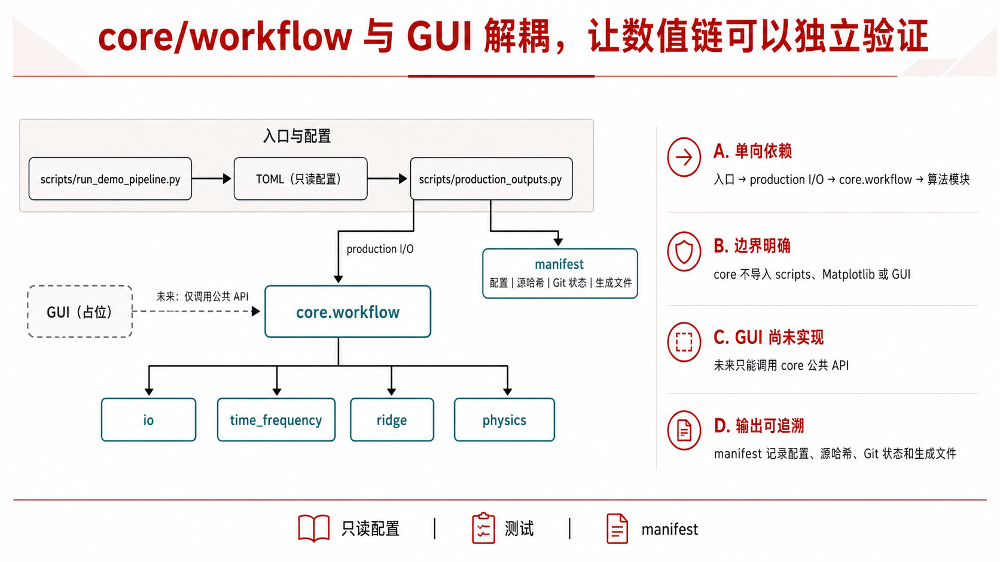 core/workflow 与 GUI 解耦，让数值链可以独立验证
入口与配置
scripts/run_demo_pipeline.py
TOML（只读配置）
scripts/production_outputs.py
production I/O
manifest
配置 | 源哈希 | Git 状态 | 生成文件
GUI（占位）
未来：仅调用公共 API
core.workflow
io
time_frequency
ridge
physics
A. 单向依赖
入口 → production I/O → core.workflow → 算法模块
B. 边界明确
core 不导入 scripts、Matplotlib 或 GUI
C. GUI 尚未实现
未来只能调用 core 公共 API
D. 输出可追溯
manifest 记录配置、源哈希、Git 状态和生成文件
只读配置 | 测试 | manifest